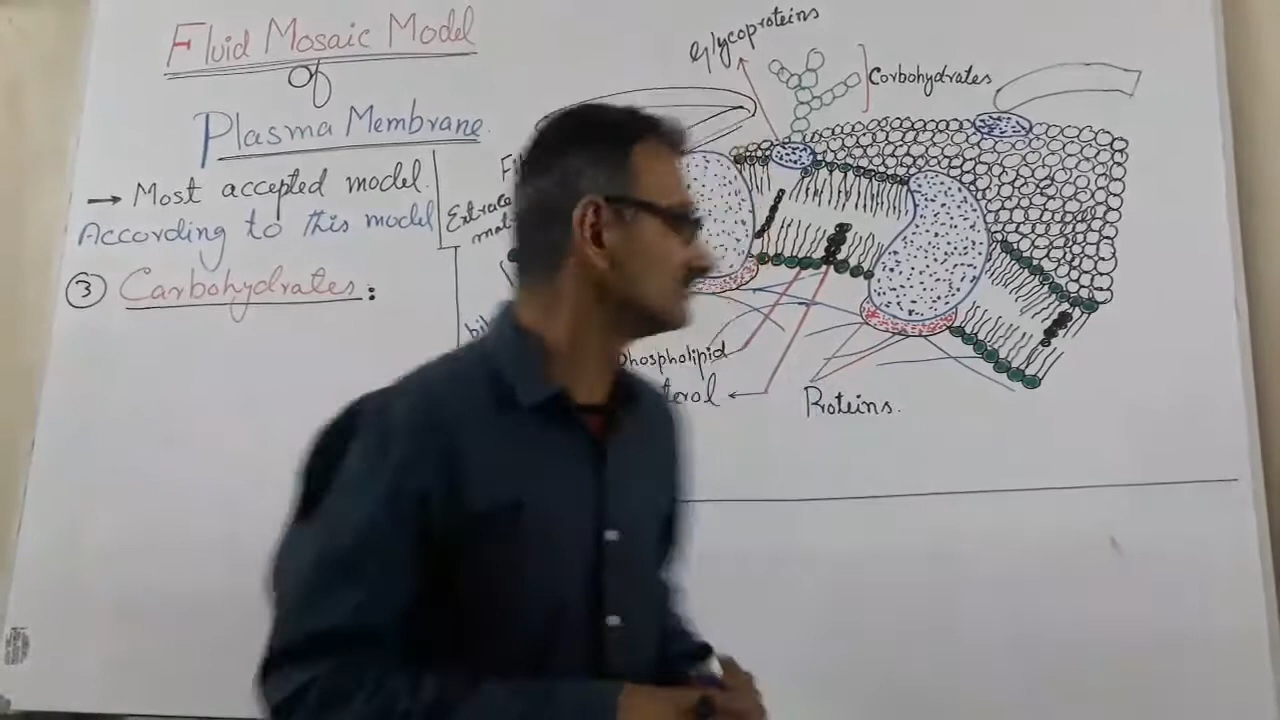 Fluid Mosaic Model
of
Plasma Membrane.
→ Most accepted model.
According to this model
③ Carbohydrates:
Glycoproteins
Carbohydrates
Phospholipid
Proteins.